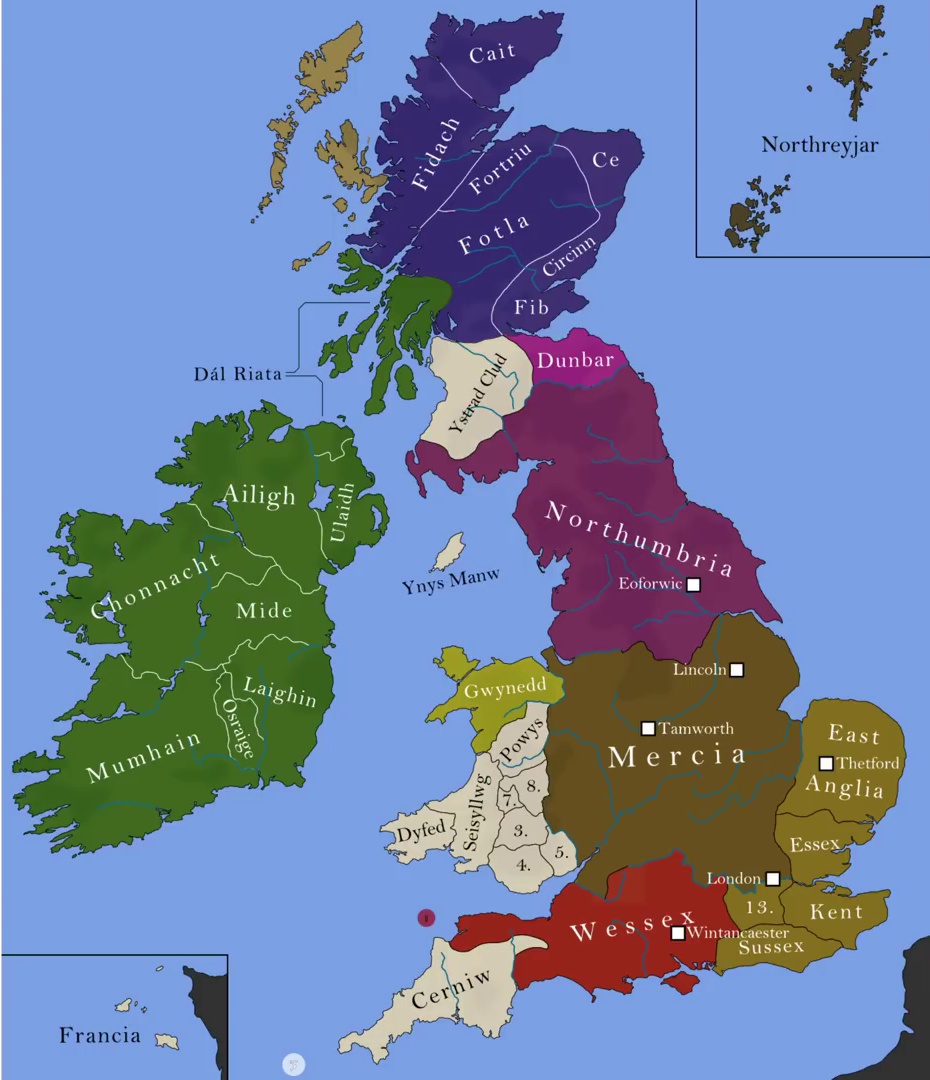 Cait
Northreyjar
Fidach
Fortriu
Ce
Fotla
Circinn
Fib
Dál Riata
Dunbar
Ystrad Clud
Ailigh
Ulaidh
Northumbria
Ynys Manw
Chonnacht
Eoforwic
Mide
Lincoln
Gwynedd
Laighin
Osraige
Tamworth
Powys
Mercia
East
Anglia
Thetford
Mumhain
Seisyllwg
8.
7.
Dyfed
3.
5.
4.
Essex
London
13.
Kent
Wessex
Wintancaester
Sussex
Cerniw
Francia